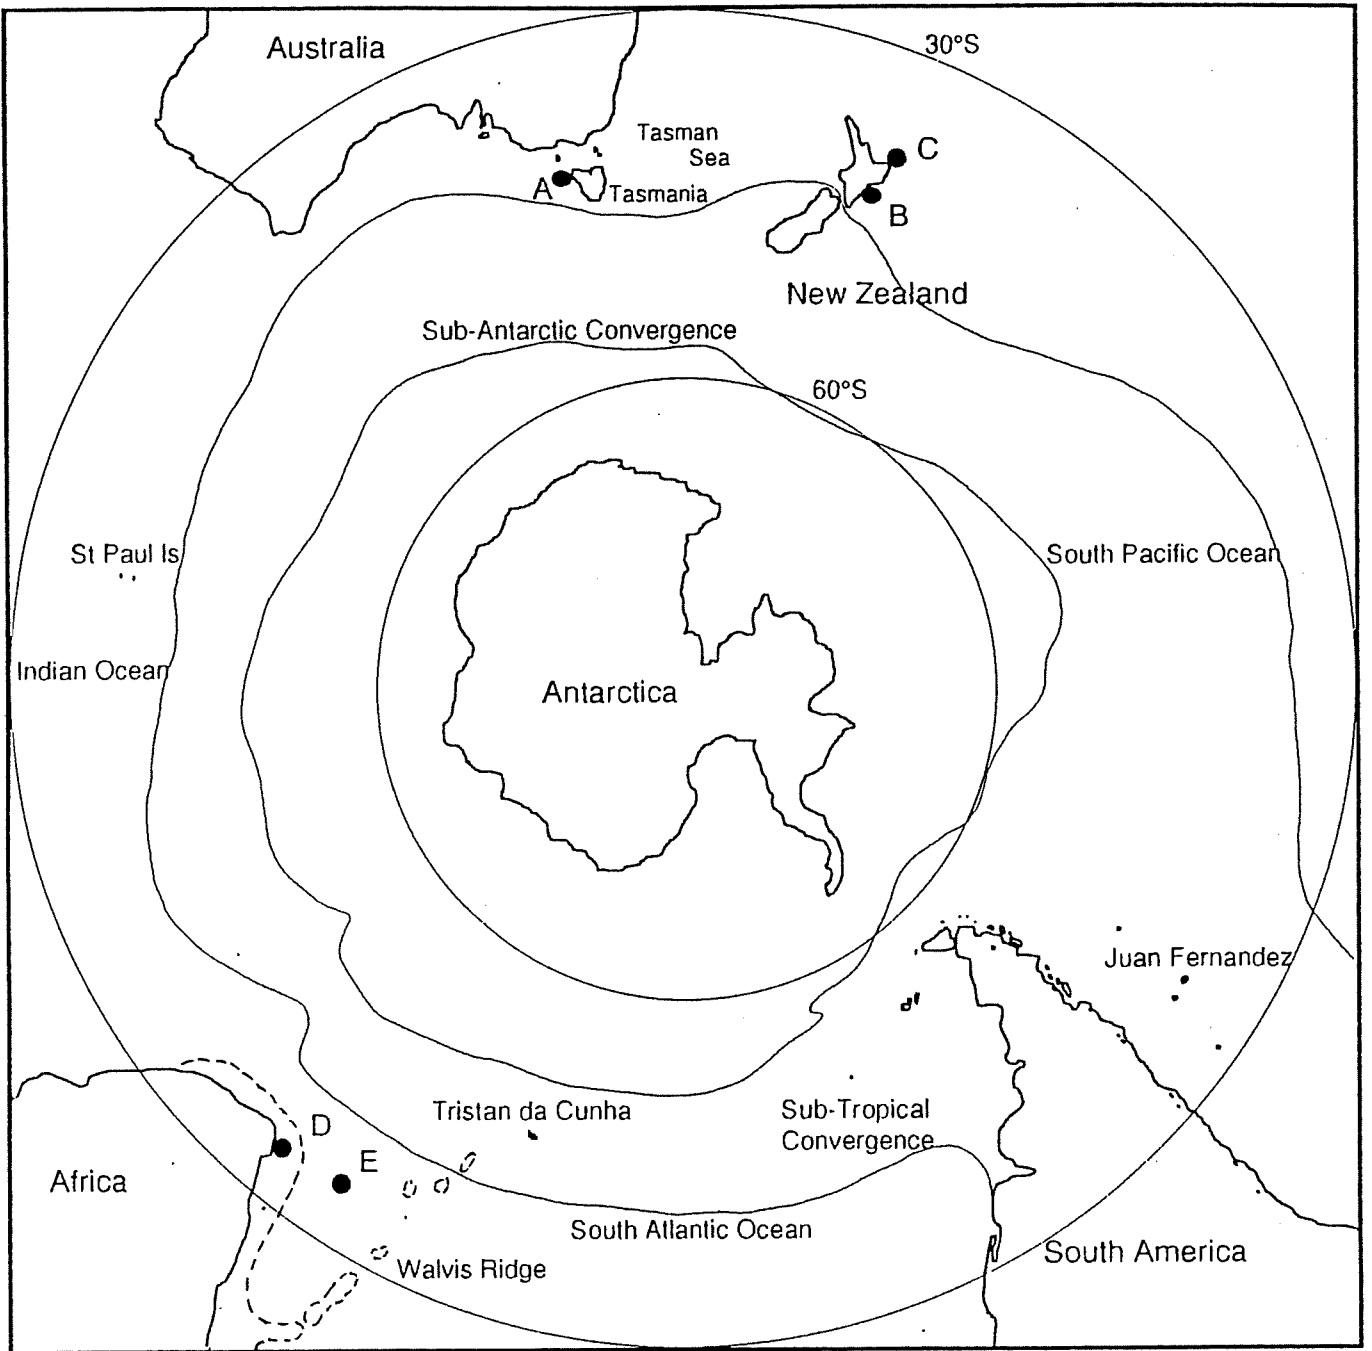 Australia
30°S
Tasman
Sea
C
A
Tasmania
B
New Zealand
Sub-Antarctic Convergence
60°S
St Paul Is
South Pacific Ocean
Indian Ocean
Antarctica
Juan Fernandez
Tristan da Cunha
Sub-Tropical
Convergence
D
E
Africa
South Atlantic Ocean
South America
Walvis Ridge